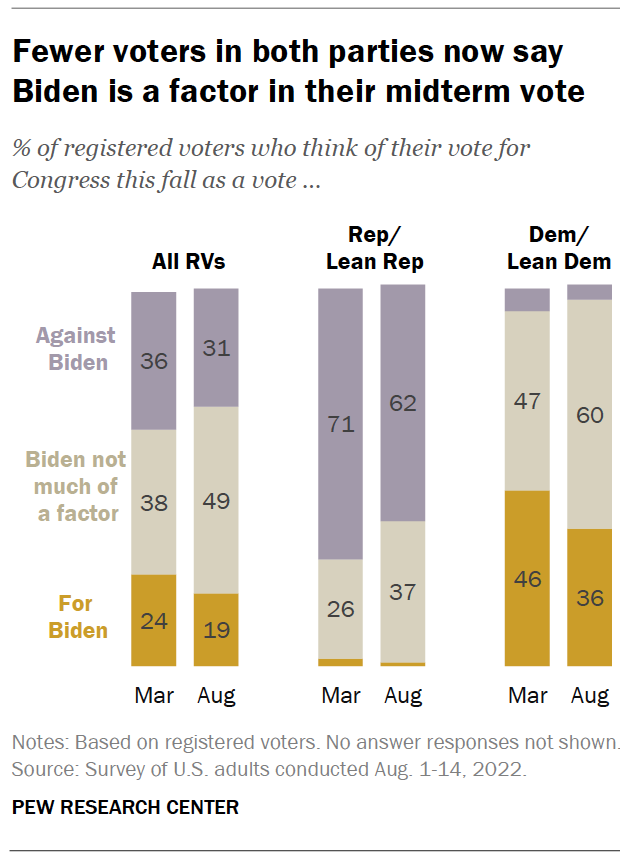 Fewer voters in both parties now say
Biden is a factor in their midterm vote
% of registered voters who think of their vote for
Congress this fall as a vote ...
All RVs
Rep/
Lean Rep
Dem/
Lean Dem
Against
Biden
Biden not
much of
a factor
For
Biden
36
31
38
49
24
19
71
62
26
37
47
60
46
36
Mar
Aug
Mar
Aug
Mar
Aug
Notes: Based on registered voters. No answer responses not shown.
Source: Survey of U.S. adults conducted Aug. 1-14, 2022.
PEW RESEARCH CENTER